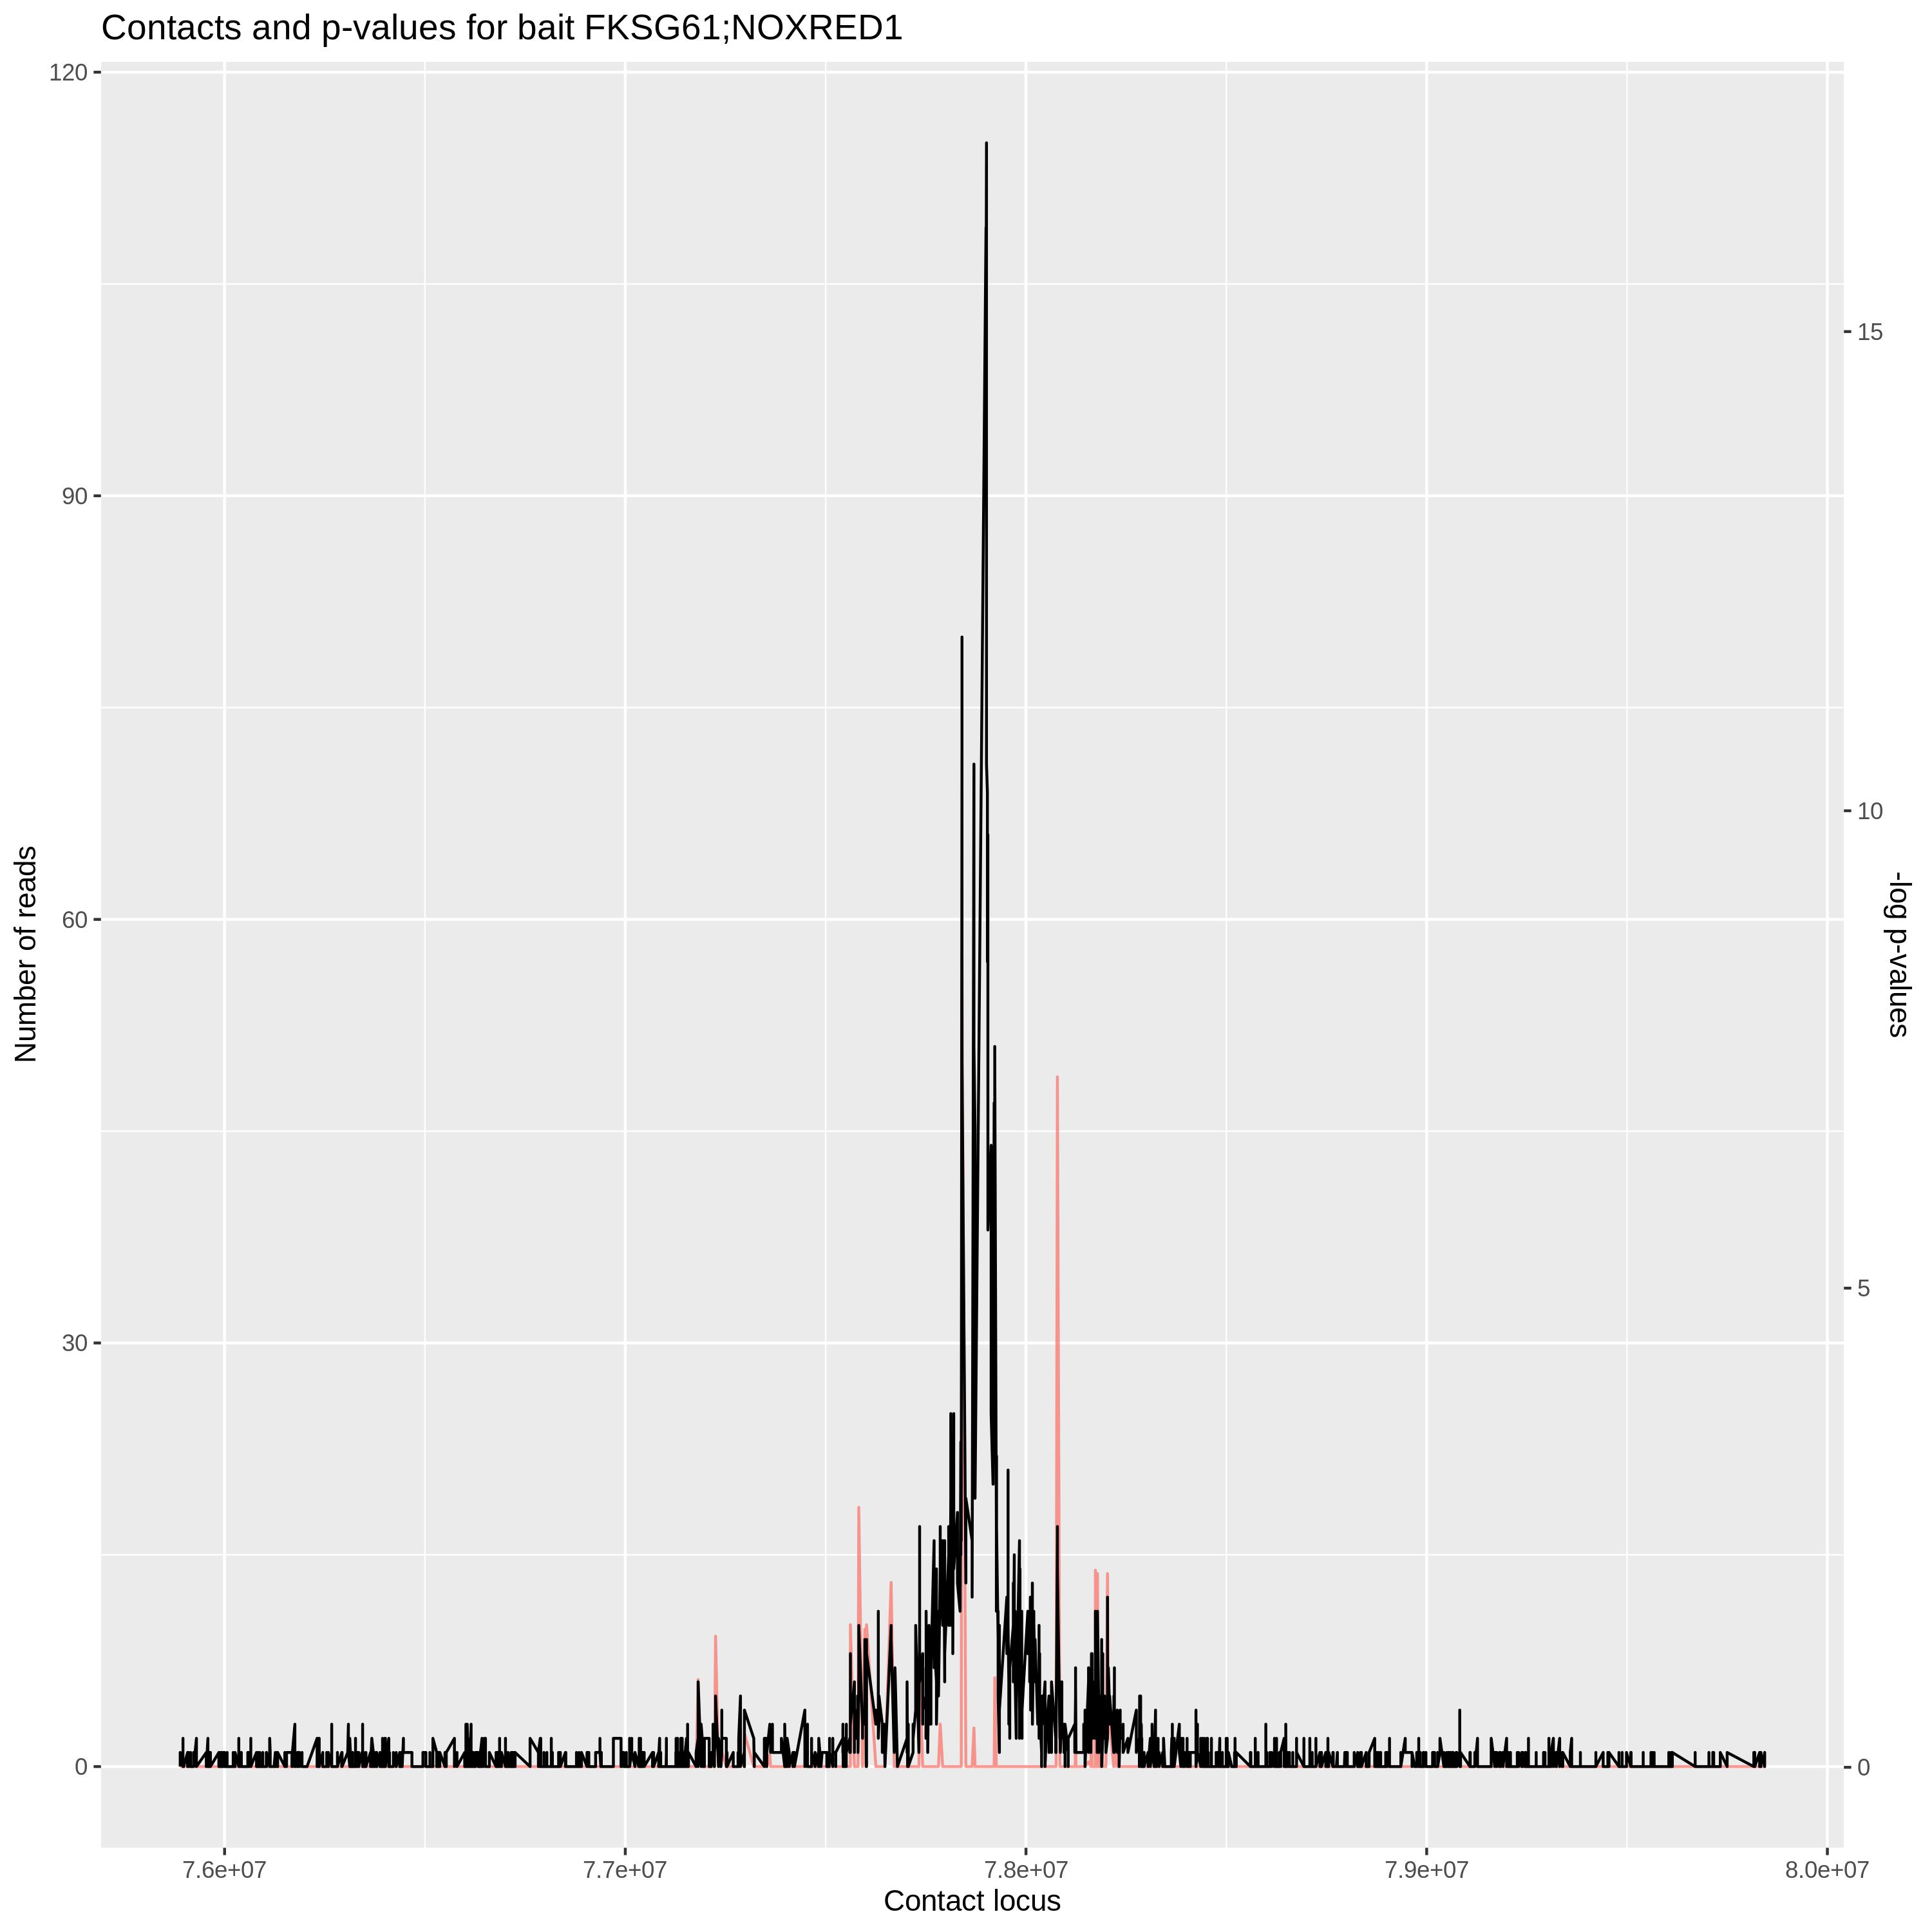 Contacts and p-values for bait FKSG61;NOXRED1
120
90
60
30
0
Number of reads
15
10
5
0
-log p-values
7.6e+07
7.7e+07
7.8e+07
7.9e+07
8.0e+07
Contact locus